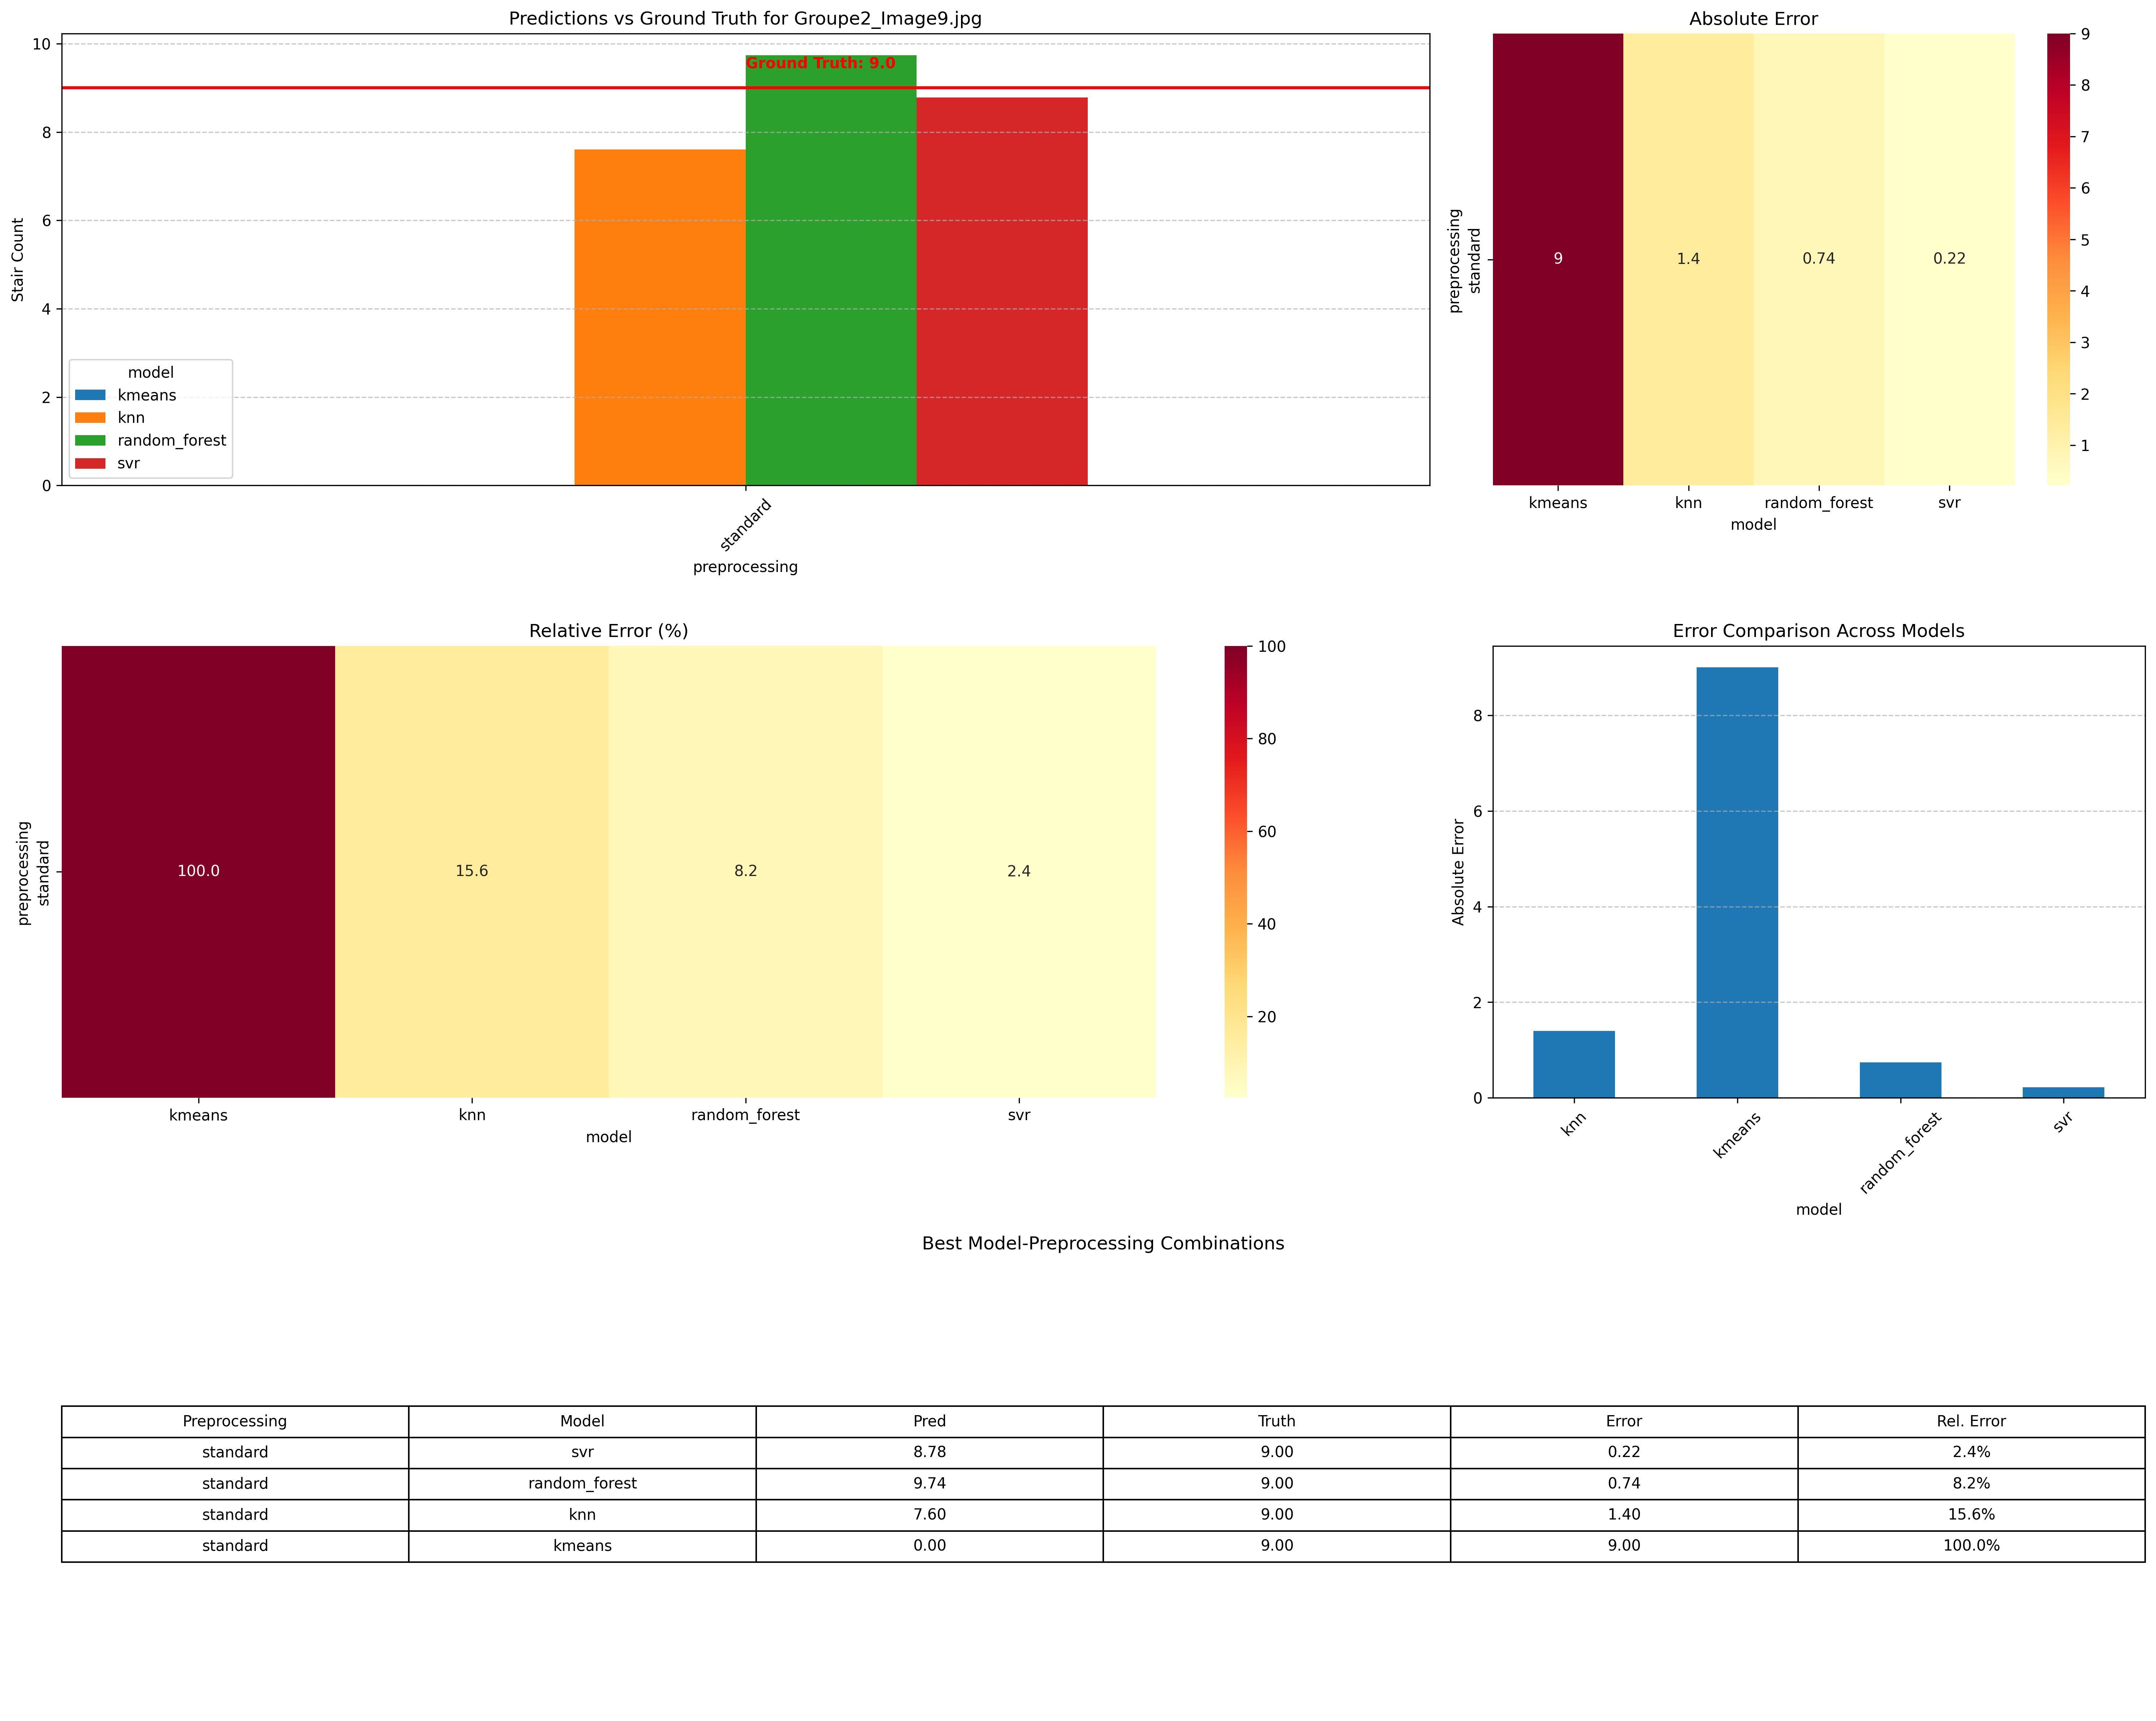 Predictions vs Ground Truth for Groupe2_Image9.jpg
10
8
6
4
2
0
Stair Count
Ground Truth: 9.0
model
kmeans
knn
random_forest
svr
standard
preprocessing
Absolute Error
preprocessing
standard
9
1.4
0.74
0.22
kmeans
knn
random_forest
svr
model
9
8
7
6
5
4
3
2
1
Relative Error (%)
preprocessing
standard
100.0
15.6
8.2
2.4
kmeans
knn
random_forest
svr
model
100
80
60
40
20
Error Comparison Across Models
Absolute Error
8
6
4
2
0
knn
kmeans
random_forest
svr
model
Best Model-Preprocessing Combinations
Preprocessing Model Pred Truth Error Rel. Error
standard svr 8.78 9.00 0.22 2.4%
standard random_forest 9.74 9.00 0.74 8.2%
standard knn 7.60 9.00 1.40 15.6%
standard kmeans 0.00 9.00 9.00 100.0%